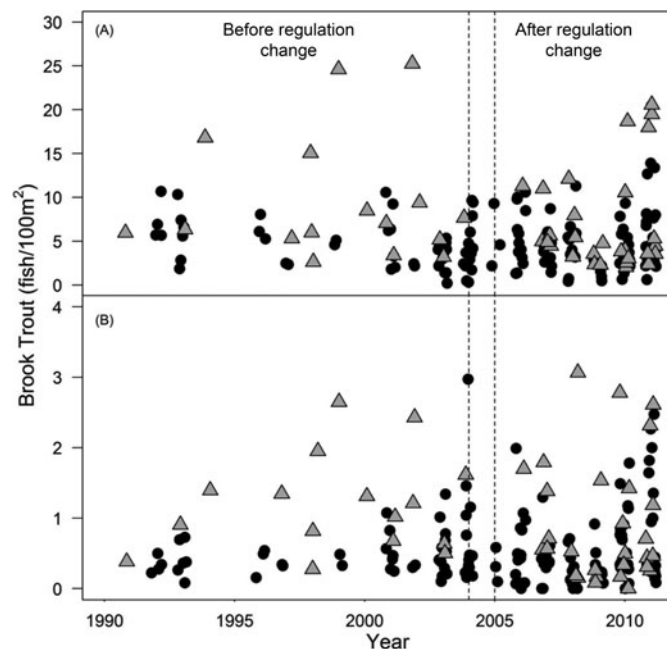 Before regulation
change
After regulation
change
(A)
30
25
20
15
10
5
0
(B)
4
3
2
1
0
Brook Trout (fish/100m²)
1990 1995 2000 2005 2010
Year